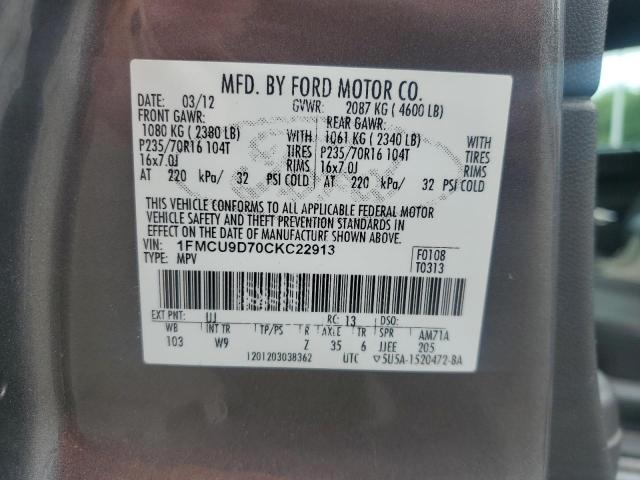 MFD. BY FORD MOTOR CO.
DATE: 03/12 GVWR: 2087 KG ( 4600 LB)
FRONT GAWR: REAR GAWR:
1080 KG ( 2380 LB) WITH 1061 KG ( 2340 LB) WITH
P235/70R16 104T TIRES P235/70R16 104T TIRES
16x7.0J RIMS 16x7.0J RIMS
AT 220 kPa/ 32 PSI COLD AT 220 kPa/ 32 PSI COLD
THIS VEHICLE CONFORMS TO ALL APPLICABLE FEDERAL MOTOR
VEHICLE SAFETY AND THEFT PREVENTION STANDARDS IN
EFFECT ON THE DATE OF MANUFACTURE SHOWN ABOVE.
VIN: 1FMCU9D70CKC22913 F0108
TYPE: MPV T0313
EXT PNT: UJ RC: 13 DSO:
WB INT TR TP/PS R AXLE TR SPR AM71A
103 W9 Z 35 6 JJEE 205
1201203038362 UTC 5U5A-1520472-BA